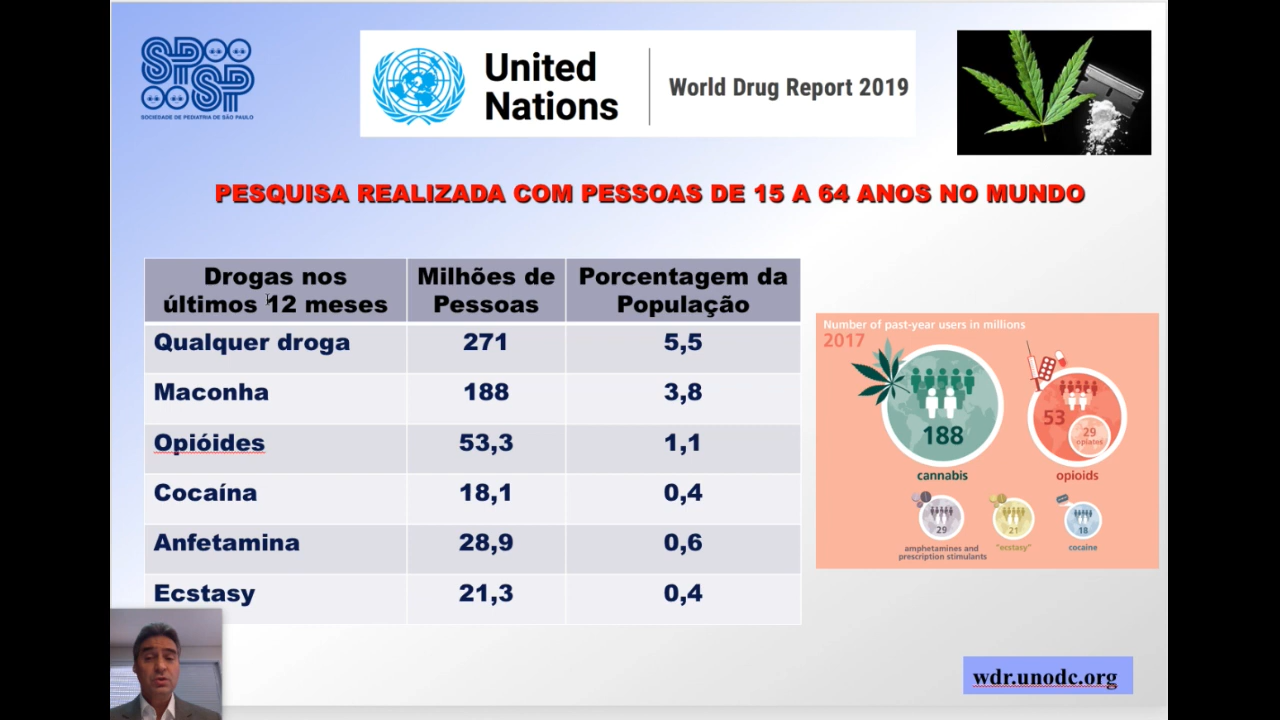 SPSP
SOCIEDADE DE PEDIATRIA DE SÃO PAULO
United
Nations
World Drug Report 2019
PESQUISA REALIZADA COM PESSOAS DE 15 A 64 ANOS NO MUNDO
Drogas nos
últimos 12 meses
Milhões de
Pessoas
Porcentagem da
População
Qualquer droga 271 5,5
Maconha 188 3,8
Opióides 53,3 1,1
Cocaína 18,1 0,4
Anfetamina 28,9 0,6
Ecstasy 21,3 0,4
Number of past-year users in millions
2017
188
cannabis
53
29
opiates
opioids
29
amphetamines and
prescription stimulants
21
"ecstasy"
18
cocaine
wdr.unodc.org